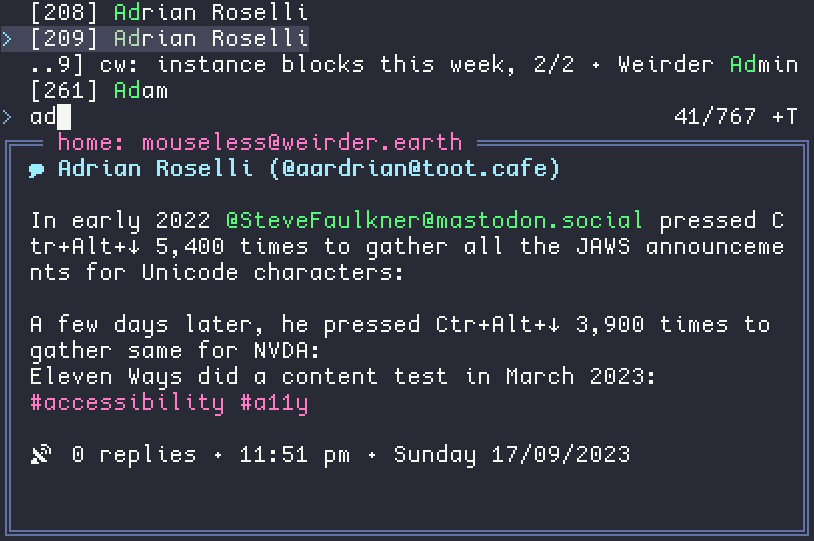 [208] Adrian Roselli
> [209] Adrian Roselli
..9] cw: instance blocks this week, 2/2 • Weirder Admin
[261] Adam
> ad 41/767 +T
home: mouseless@weirder.earth
Adrian Roselli (@aardrian@toot.cafe)
In early 2022 @SteveFaulkner@mastodon.social pressed C
tr+Alt+↓ 5,400 times to gather all the JAWS announceme
nts for Unicode characters:
A few days later, he pressed Ctr+Alt+↓ 3,900 times to
gather same for NVDA:
Eleven Ways did a content test in March 2023:
#accessibility #a11y
0 replies • 11:51 pm • Sunday 17/09/2023